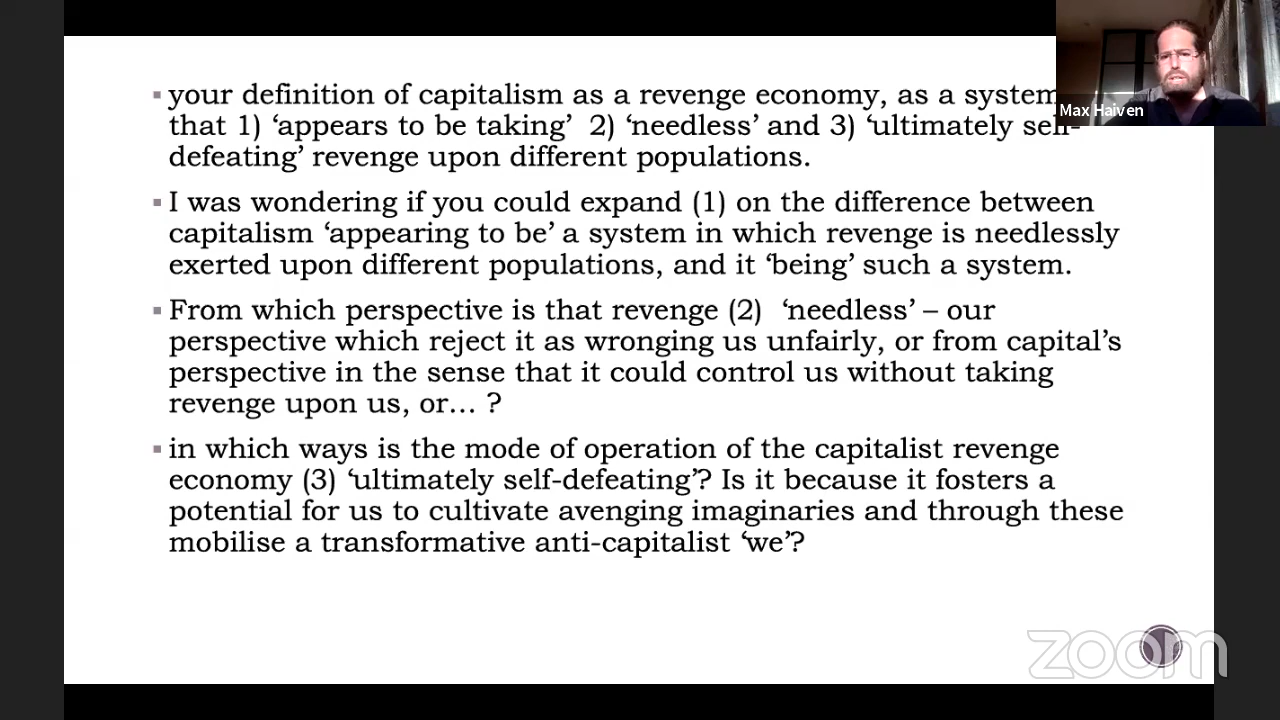 your definition of capitalism as a revenge economy, as a system
that 1) ‘appears to be taking’ 2) ‘needless’ and 3) ‘ultimately self-
defeating’ revenge upon different populations.
I was wondering if you could expand (1) on the difference between
capitalism ‘appearing to be’ a system in which revenge is needlessly
exerted upon different populations, and it ‘being’ such a system.
From which perspective is that revenge (2) ‘needless’ – our
perspective which reject it as wronging us unfairly, or from capital’s
perspective in the sense that it could control us without taking
revenge upon us, or… ?
in which ways is the mode of operation of the capitalist revenge
economy (3) ‘ultimately self-defeating’? Is it because it fosters a
potential for us to cultivate avenging imaginaries and through these
mobilise a transformative anti-capitalist ‘we’?
Max Haiven
zoom